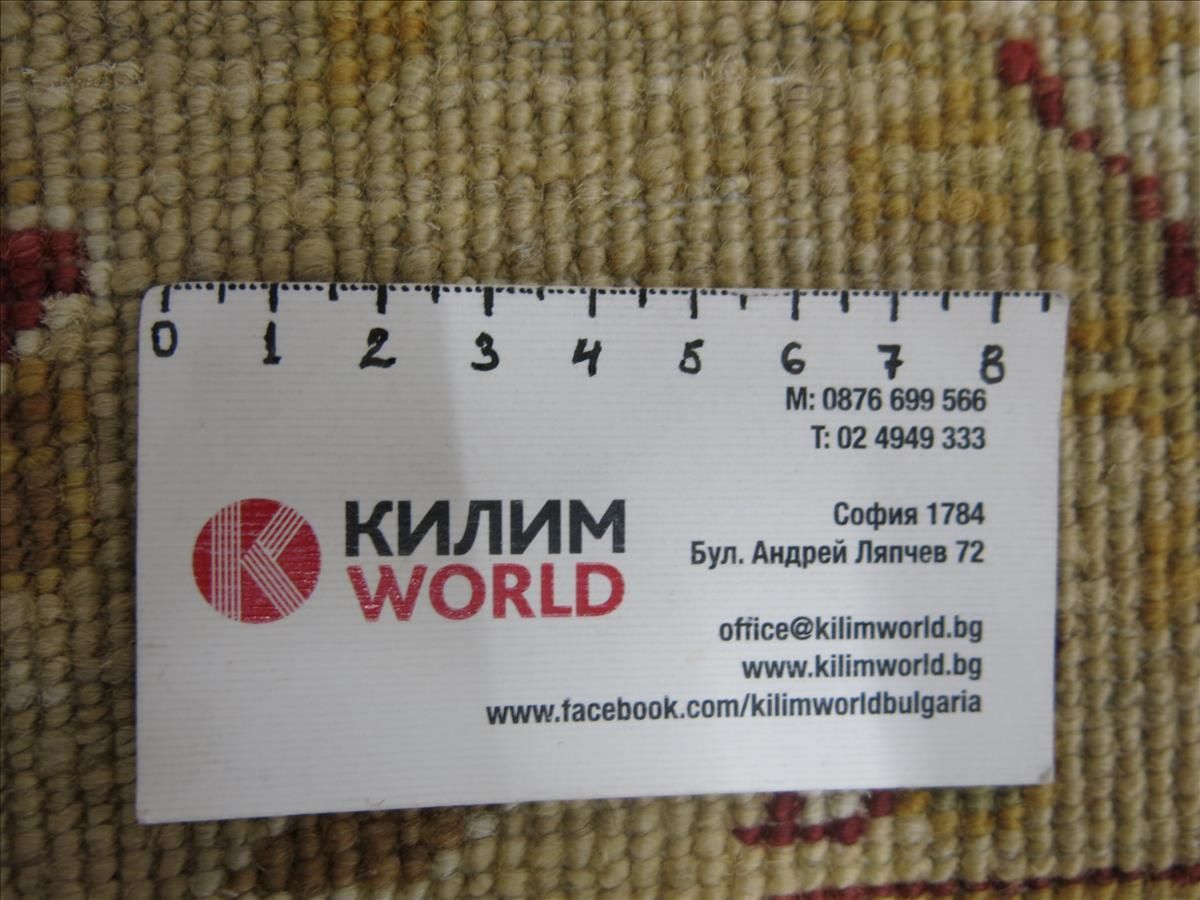 0 1 2 3 4 5 6 7 8
M: 0876 699 566
T: 02 4949 333
КИЛИМ
WORLD
София 1784
Бул. Андрей Ляпчев 72
office@kilimworld.bg
www.kilimworld.bg
www.facebook.com/kilimworldbulgaria